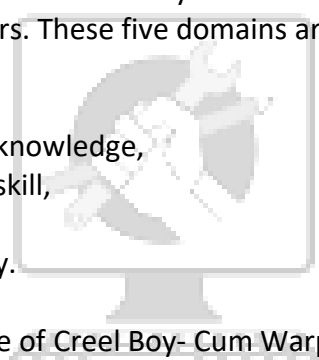 rs. These five domains ar
knowledge,
skill,
y.
e of Creel Boy- Cum Warp